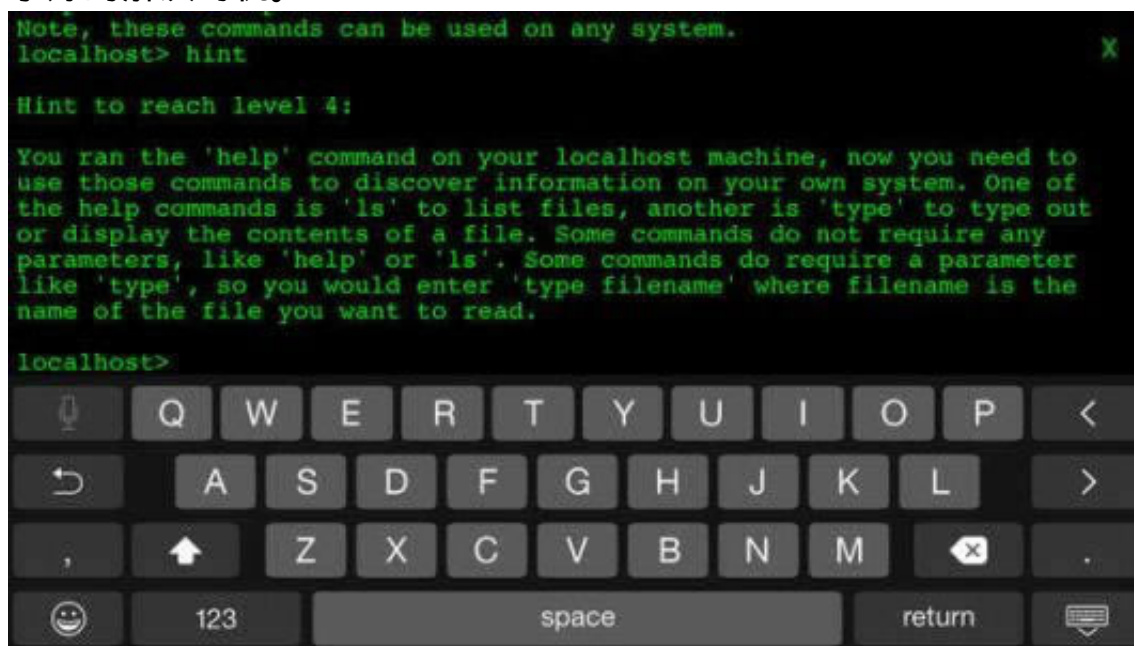 Note, these commands can be used on any system.
localhost> hint
X
Hint to reach level 4:
You ran the 'help' command on your localhost machine, now you need to
use those commands to discover information on your own system. One of
the help commands is 'ls' to list files, another is 'type' to type out
or display the contents of a file. Some commands do not require any
parameters, like 'help' or 'ls'. Some commands do require a parameter
like 'type', so you would enter 'type filename' where filename is the
name of the file you want to read.
localhost>
Q W E R T Y U I O P <
A S D F G H J K L >
, Z X C V B N M .
123 space return